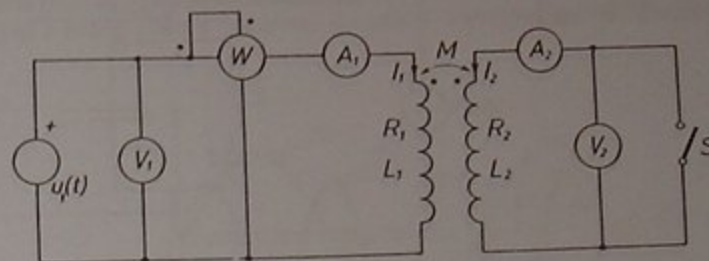 W A₁ M A₂
I₁ I₂
+ V₁ R₁ R₂ V₂ S
u₁(t) L₁ L₂